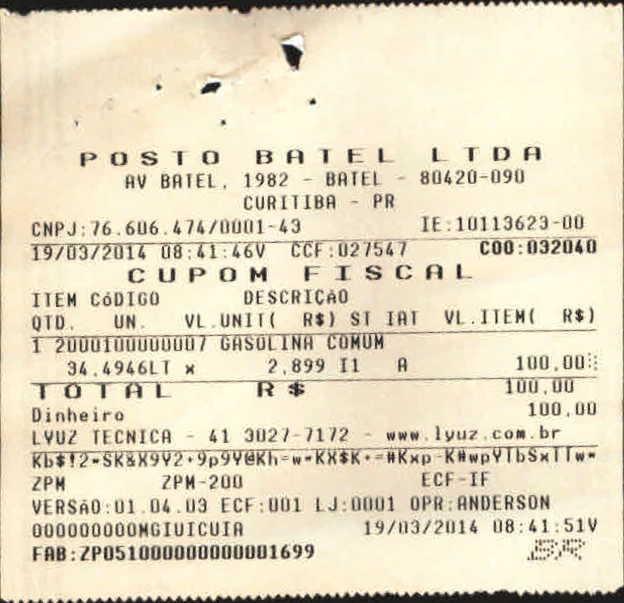 POSTO BATEL LTDA
AV BATEL, 1982 - BATEL - 80420-090
CURITIBA - PR
CNPJ:76.606.474/0001-43 IE:10113623-00
19/03/2014 08:41:46V CCF:027547 COO:032040
CUPOM FISCAL
ITEM CóDIGO DESCRIÇãO
QTD. UN. VL.UNIT( R$) ST IAT VL.ITEM( R$)
1 2000100000007 GASOLINA COMUM
34,4946LT x 2,899 I1 A 100,00
TOTAL R$ 100,00
Dinheiro 100,00
LYUZ TECNICA - 41 3027-7172 - www.lyuz.com.br
ZPM ZPM-200 ECF-IF
VERSãO:01.04.03 ECF:001 LJ:0001 OPR:ANDERSON
000000000MGIUICUIA 19/03/2014 08:41:51V
FAB:ZP051000000000001699 BR